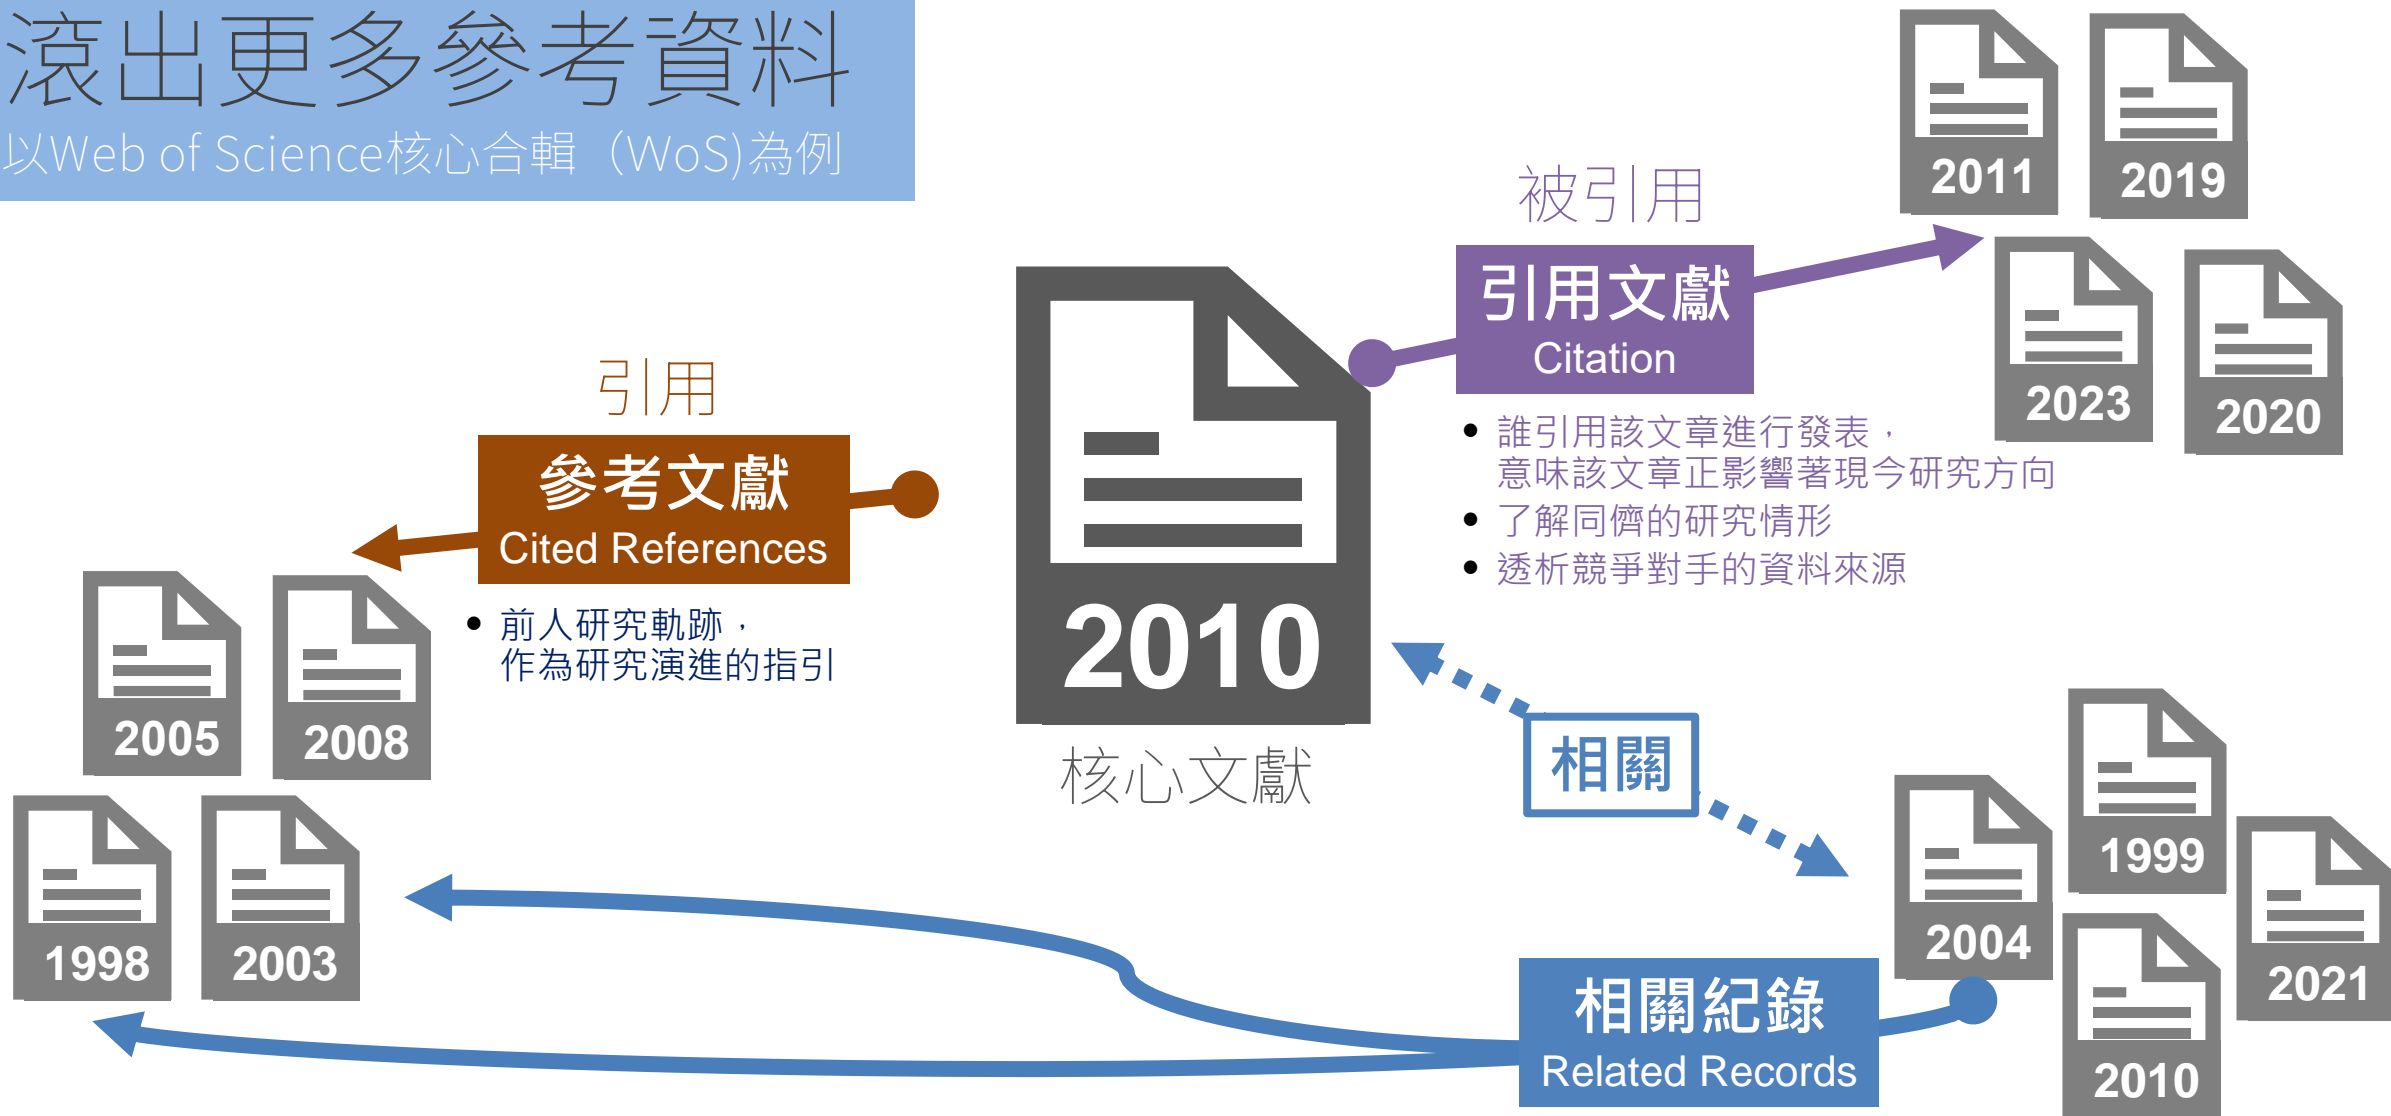 滾出更多參考資料
以Web of Science核心合輯（WoS)為例
2011
2019
2023
2020
被引用
引用文獻
Citation
誰引用該文章進行發表，
意味該文章正影響著現今研究方向
了解同儕的研究情形
透析競爭對手的資料來源
引用
參考文獻
Cited References
前人研究軌跡，
作為研究演進的指引
2005
2008
1998
2003
2010
核心文獻
相關
1999
2004
2021
2010
相關紀錄
Related Records